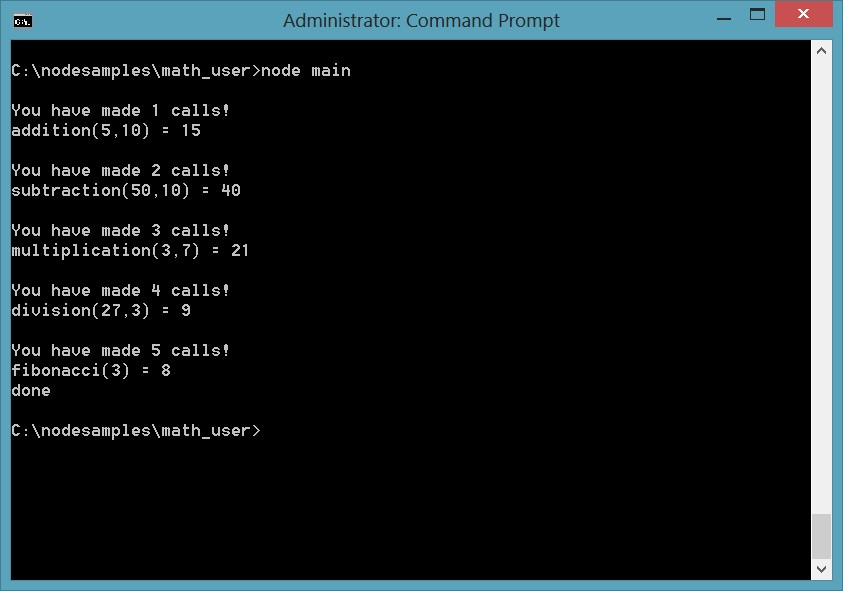 Administrator: Command Prompt
C:\nodesamples\math_user>node main
You have made 1 calls!
addition(5,10) = 15
You have made 2 calls!
subtraction(50,10) = 40
You have made 3 calls!
multiplication(3,7) = 21
You have made 4 calls!
division(27,3) = 9
You have made 5 calls!
fibonacci(3) = 8
done
C:\nodesamples\math_user>